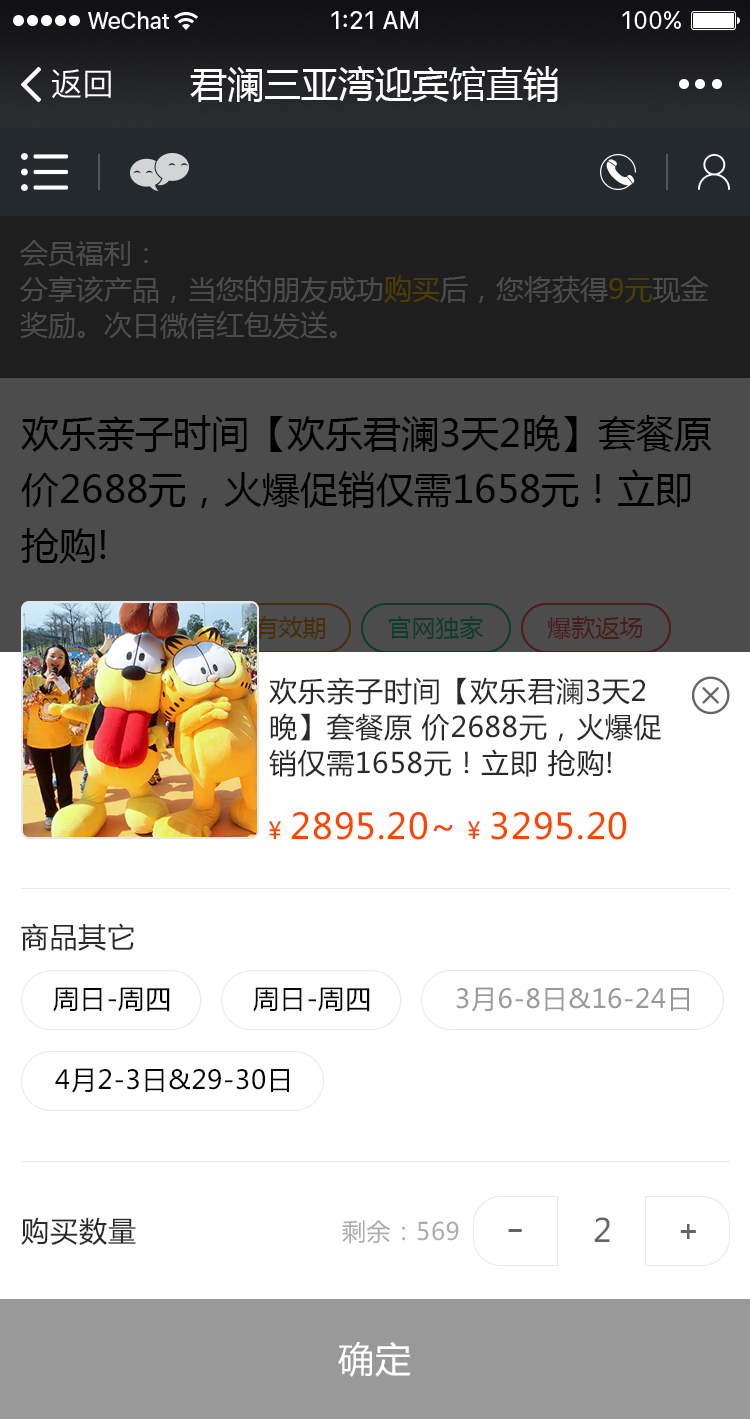 WeChat 1:21 AM 100%
返回 君澜三亚湾迎宾馆直销
会员福利：
分享该产品，当您的朋友成功购买后，您将获得9元现金
奖励。次日微信红包发送。
欢乐亲子时间【欢乐君澜3天2晚】套餐原
价2688元，火爆促销仅需1658元！立即
抢购!
有效期 官网独家 爆款返场
欢乐亲子时间【欢乐君澜3天2
晚】套餐原 价2688元，火爆促
销仅需1658元！立即 抢购!
¥ 2895.20~ ¥ 3295.20
商品其它
周日-周四 周日-周四 3月6-8日&16-24日
4月2-3日&29-30日
购买数量 剩余：569 - 2 +
确定